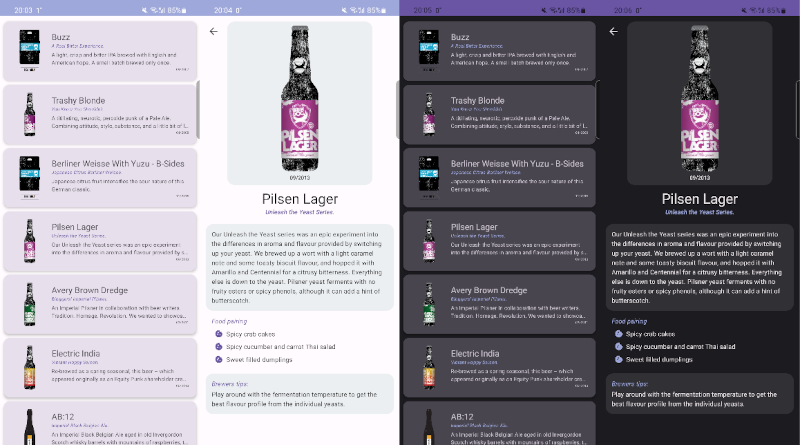 20:03 1°
85%
Buzz
A Real Bitter Experience.
A light, crisp and bitter IPA brewed with English and
American hops. A small batch brewed only once.
Trashy Blonde
You Know You Shouldn't
A titillating, neurotic, peroxide punk of a Pale Ale.
Combining attitude, style, substance, and a little bit of l...
Berliner Weisse With Yuzu - B-Sides
Japanese Citrus Berliner Weisse.
Japanese citrus fruit intensifies the sour nature of this
German classic.
Pilsen Lager
Unleash the Yeast Series.
Our Unleash the Yeast series was an epic experiment
into the differences in aroma and flavour provided by s...
Avery Brown Dredge
Bloggers' Imperial Pilsner.
An Imperial Pilsner in collaboration with beer writers.
Tradition. Homage. Revolution. We wanted to showcas...
Electric India
Vibrant Hoppy Saison.
Re-brewed as a spring seasonal, this beer – which
appeared originally as an Equity Punk shareholder cre...
AB:12
Imperial Black Belgian Ale.
An Imperial Black Belgian Ale aged in old Invergordon
Scotch whisky barrels with mountains of raspberries, t...
20:04 1°
85%
PILSEN
LAGER
09/2013
Pilsen Lager
Unleash the Yeast Series.
Our Unleash the Yeast series was an epic experiment into
the differences in aroma and flavour provided by switching
up your yeast. We brewed up a wort with a light caramel
note and some toasty biscuit flavour, and hopped it with
Amarillo and Centennial for a citrusy bitterness. Everything
else is down to the yeast. Pilsner yeast ferments with no
fruity esters or spicy phenols, although it can add a hint of
butterscotch.
Food pairing
Spicy crab cakes
Spicy cucumber and carrot Thai salad
Sweet filled dumplings
Brewers tips:
Play around with the fermentation temperature to get the
best flavour profile from the individual yeasts.
20:05 1°
85%
Buzz
A Real Bitter Experience.
A light, crisp and bitter IPA brewed with English and
American hops. A small batch brewed only once.
Trashy Blonde
You Know You Shouldn't
A titillating, neurotic, peroxide punk of a Pale Ale.
Combining attitude, style, substance, and a little bit of l...
Berliner Weisse With Yuzu - B-Sides
Japanese Citrus Berliner Weisse.
Japanese citrus fruit intensifies the sour nature of this
German classic.
Pilsen Lager
Unleash the Yeast Series.
Our Unleash the Yeast series was an epic experiment
into the differences in aroma and flavour provided by s...
Avery Brown Dredge
Bloggers' Imperial Pilsner.
An Imperial Pilsner in collaboration with beer writers.
Tradition. Homage. Revolution. We wanted to showcas...
Electric India
Vibrant Hoppy Saison.
Re-brewed as a spring seasonal, this beer – which
appeared originally as an Equity Punk shareholder cre...
AB:12
Imperial Black Belgian Ale.
An Imperial Black Belgian Ale aged in old Invergordon
Scotch whisky barrels with mountains of raspberries, t...
85%
PILSEN
LAGER
09/2013
Pilsen Lager
Unleash the Yeast Series.
Our Unleash the Yeast series was an epic experiment into
the differences in aroma and flavour provided by switching
up your yeast. We brewed up a wort with a light caramel
note and some toasty biscuit flavour, and hopped it with
Amarillo and Centennial for a citrusy bitterness. Everything
else is down to the yeast. Pilsner yeast ferments with no
fruity esters or spicy phenols, although it can add a hint of
butterscotch.
Food pairing
Spicy crab cakes
Spicy cucumber and carrot Thai salad
Sweet filled dumplings
Brewers tips:
Play around with the fermentation temperature to get the
best flavour profile from the individual yeasts.